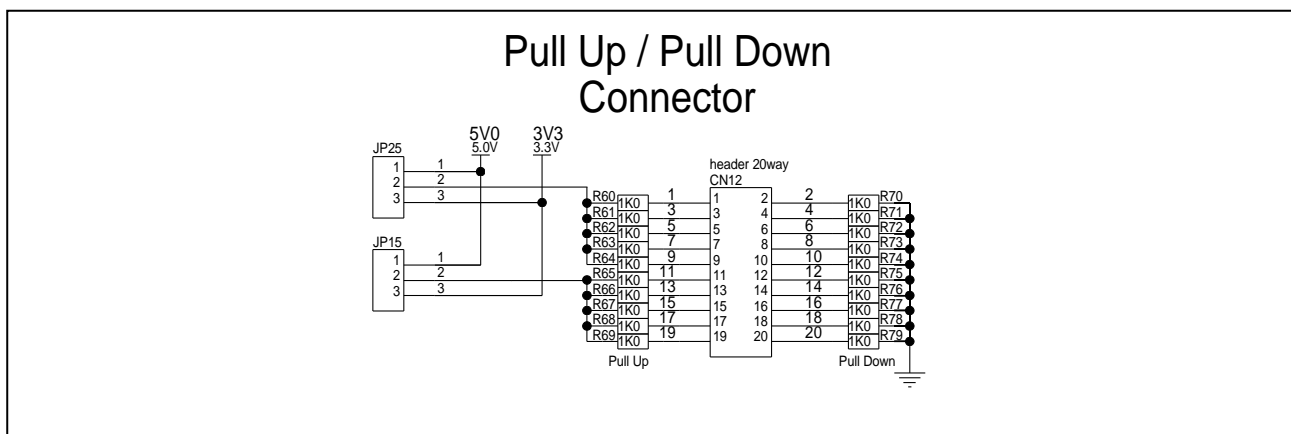 Pull Up / Pull Down
Connector
5V0
5.0V
3V3
3.3V
JP25
1 1
2 2
3 3
JP15
1 1
2 2
3 3
header 20way
CN12
R60 1K0 1 1 2 2 1K0 R70
R61 1K0 3 3 4 4 1K0 R71
R62 1K0 5 5 6 6 1K0 R72
R63 1K0 7 7 8 8 1K0 R73
R64 1K0 9 9 10 10 1K0 R74
R65 1K0 11 11 12 12 1K0 R75
R66 1K0 13 13 14 14 1K0 R76
R67 1K0 15 15 16 16 1K0 R77
R68 1K0 17 17 18 18 1K0 R78
R69 1K0 19 19 20 20 1K0 R79
Pull Up
Pull Down